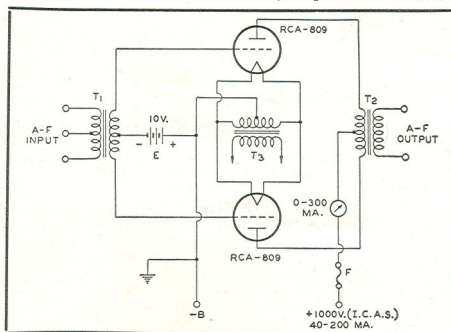 RCA-809
T1
T2
A-F
INPUT
10V.
- +
E
T3
A-F
OUTPUT
0-300
MA.
RCA-809
F
-B
+1000V.(I.C.A.S.)
40-200 MA.